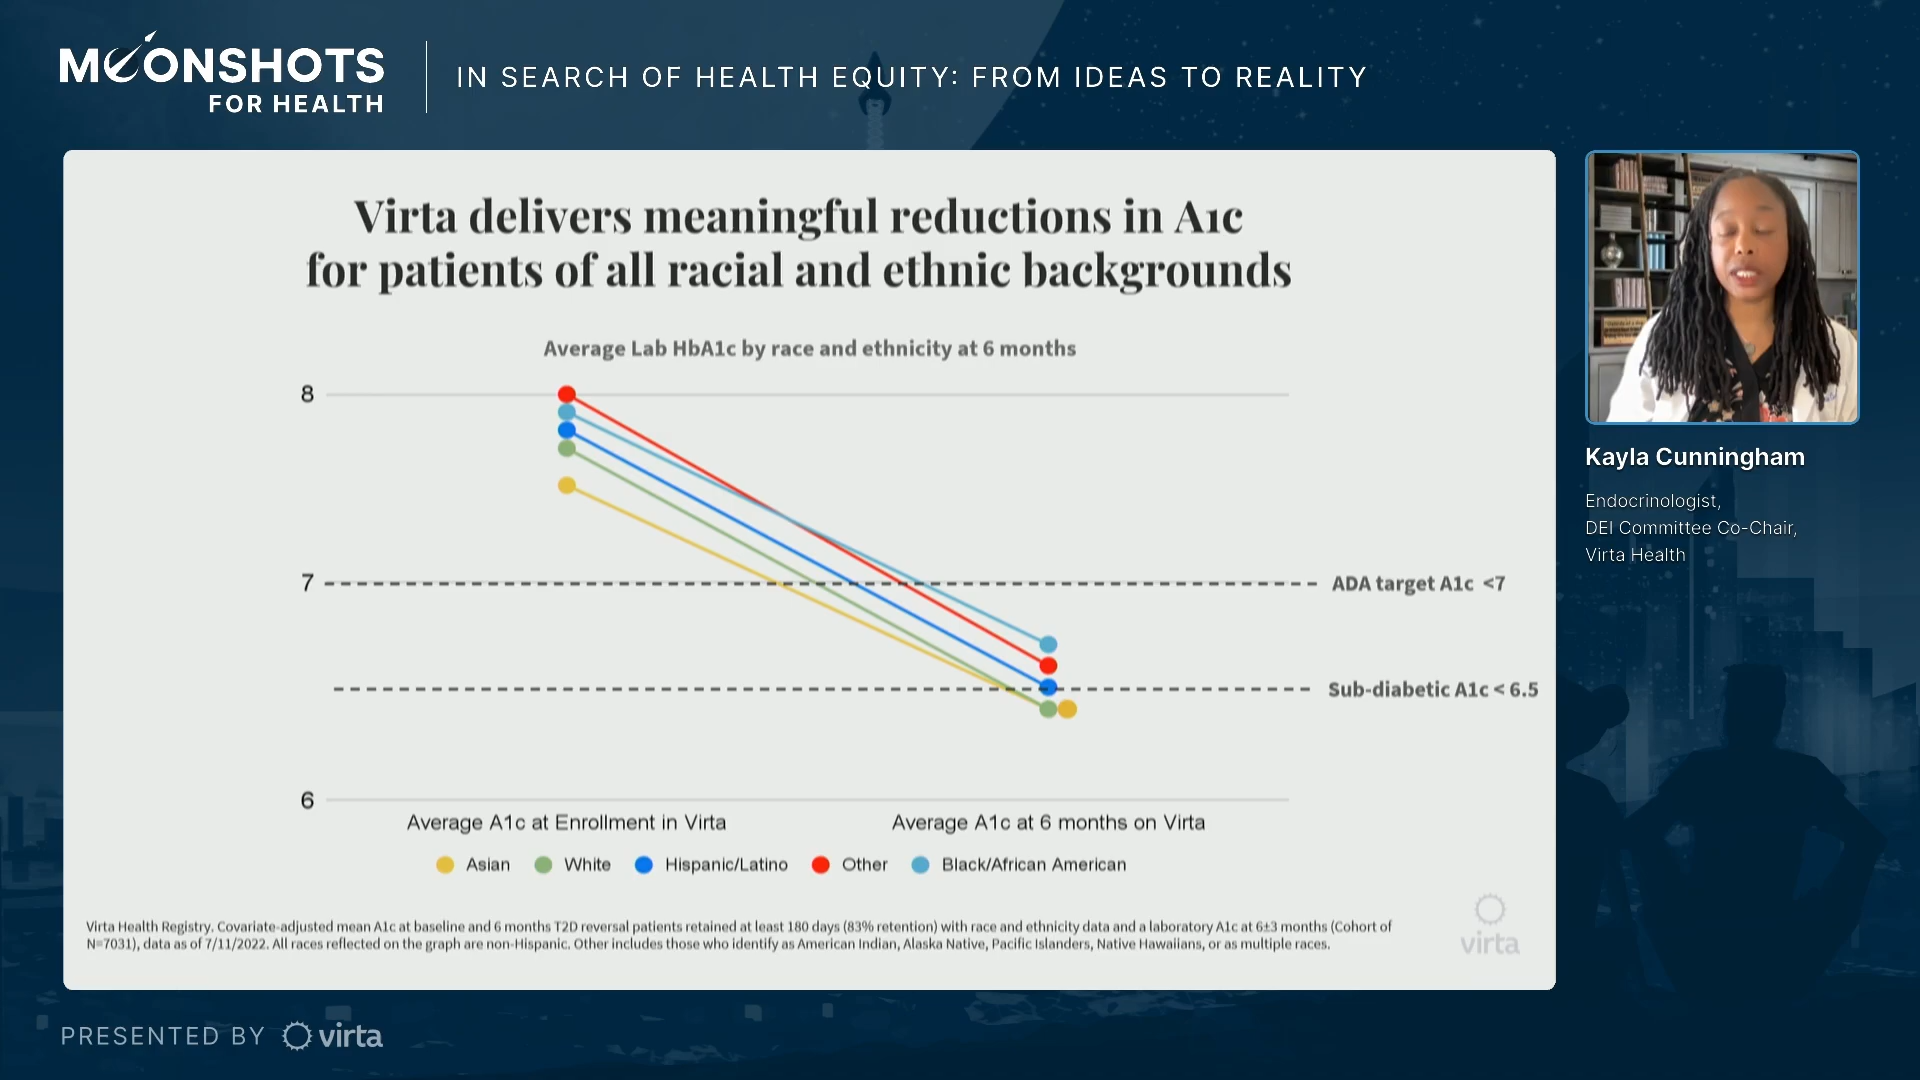 MOONSHOTS
FOR HEALTH
IN SEARCH OF HEALTH EQUITY: FROM IDEAS TO REALITY
Virta delivers meaningful reductions in A1c
for patients of all racial and ethnic backgrounds
Average Lab HbA1c by race and ethnicity at 6 months
8
7
ADA target A1c <7
Sub-diabetic A1c < 6.5
6
Average A1c at Enrollment in Virta
Average A1c at 6 months on Virta
Asian White Hispanic/Latino Other Black/African American
Virta Health Registry. Covariate-adjusted mean A1c at baseline and 6 months T2D reversal patients retained at least 180 days (83% retention) with race and ethnicity data and a laboratory A1c at 6±3 months (Cohort of
N=7031), data as of 7/11/2022. All races reflected on the graph are non-Hispanic. Other includes those who identify as American Indian, Alaska Native, Pacific Islanders, Native Hawaiians, or as multiple races.
virta
Kayla Cunningham
Endocrinologist,
DEI Committee Co-Chair,
Virta Health
PRESENTED BY virta